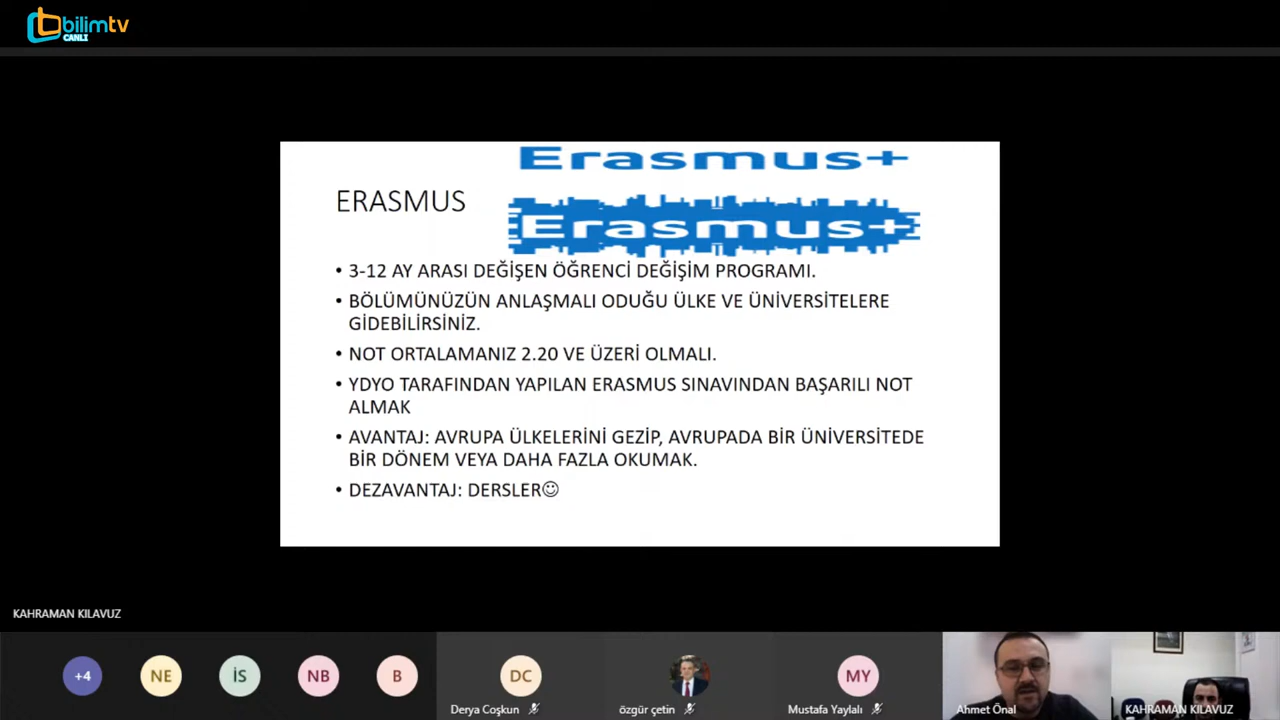 bilimtv
CANLI
Erasmus+
ERASMUS
Erasmus+
• 3-12 AY ARASI DEĞİŞEN ÖĞRENCİ DEĞİŞİM PROGRAMI.
• BÖLÜMÜNÜZÜN ANLAŞMALI ODUĞU ÜLKE VE ÜNİVERSİTELERE
GİDEBİLİRSİNİZ.
• NOT ORTALAMANIZ 2.20 VE ÜZERİ OLMALI.
• YDYO TARAFINDAN YAPILAN ERASMUS SINAVINDAN BAŞARILI NOT
ALMAK
• AVANTAJ: AVRUPA ÜLKELERİNİ GEZİP, AVRUPADA BİR ÜNİVERSİTEDE
BİR DÖNEM VEYA DAHA FAZLA OKUMAK.
• DEZAVANTAJ: DERSLER☺
KAHRAMAN KILAVUZ
+4
NE
İS
NB
B
DC
MY
Derya Coşkun
özgür çetin
Mustafa Yaylalı
Ahmet Önal
KAHRAMAN KILAVUZ